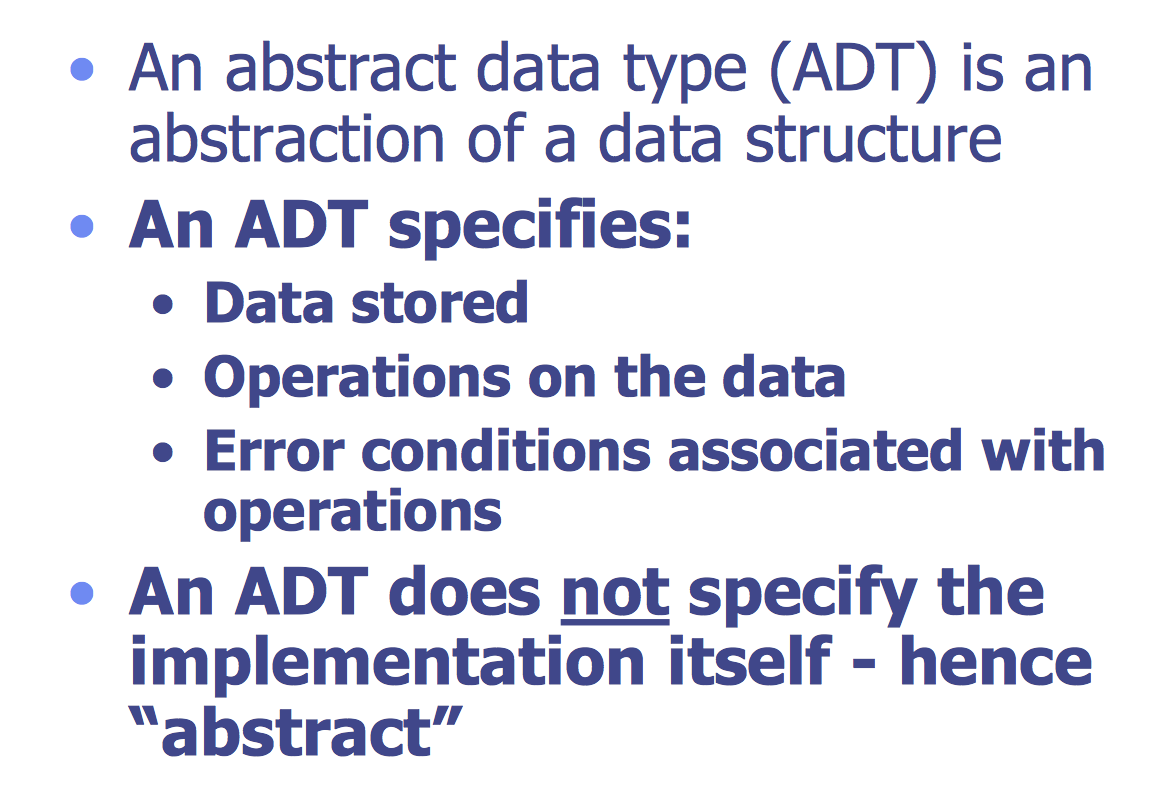 • An abstract data type (ADT) is an
abstraction of a data structure
• An ADT specifies:
• Data stored
• Operations on the data
• Error conditions associated with
operations
• An ADT does not specify the
implementation itself - hence
“abstract”